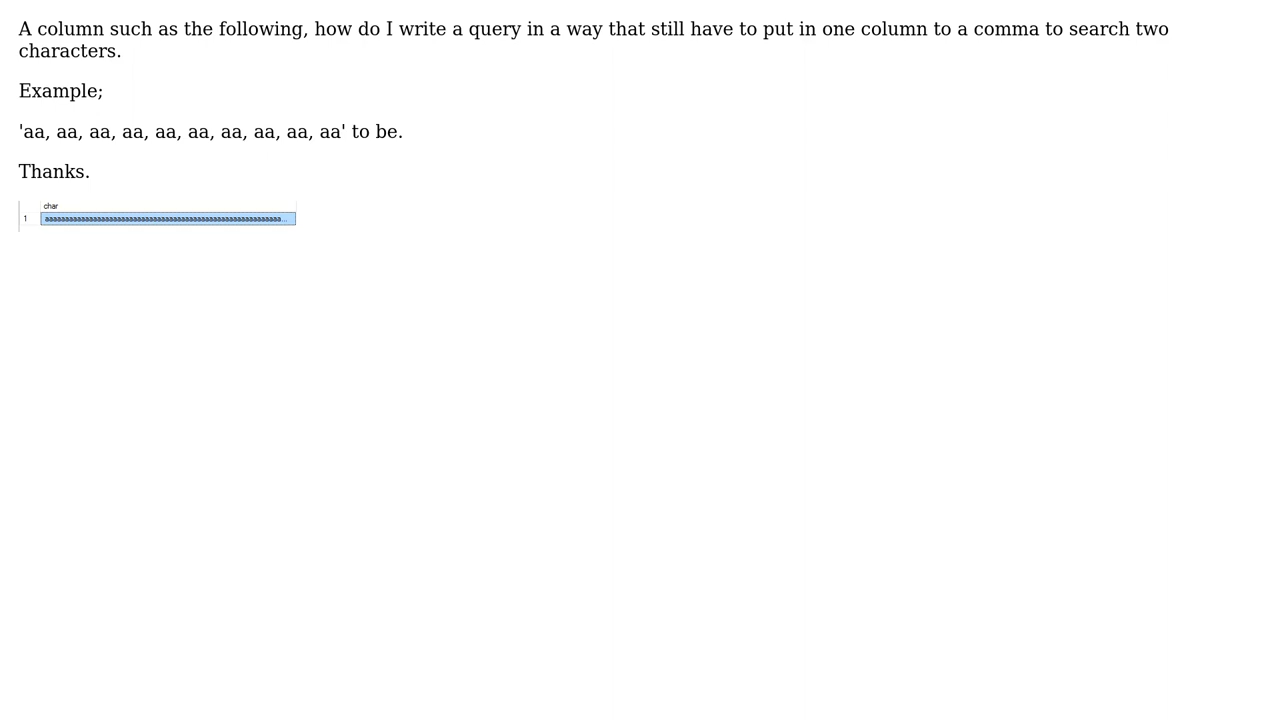 A column such as the following, how do I write a query in a way that still have to put in one column to a comma to search two
characters.
Example;
'aa, aa, aa, aa, aa, aa, aa, aa, aa, aa' to be.
Thanks.
char
1